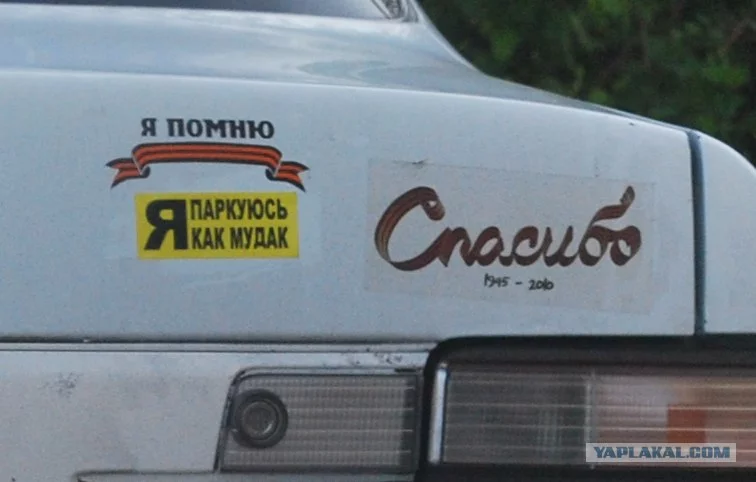 Я ПОМНЮ
Я ПАРКУЮСЬ
КАК МУДАК
Спасибо
1945 - 2010
YAPLAKAL.COM